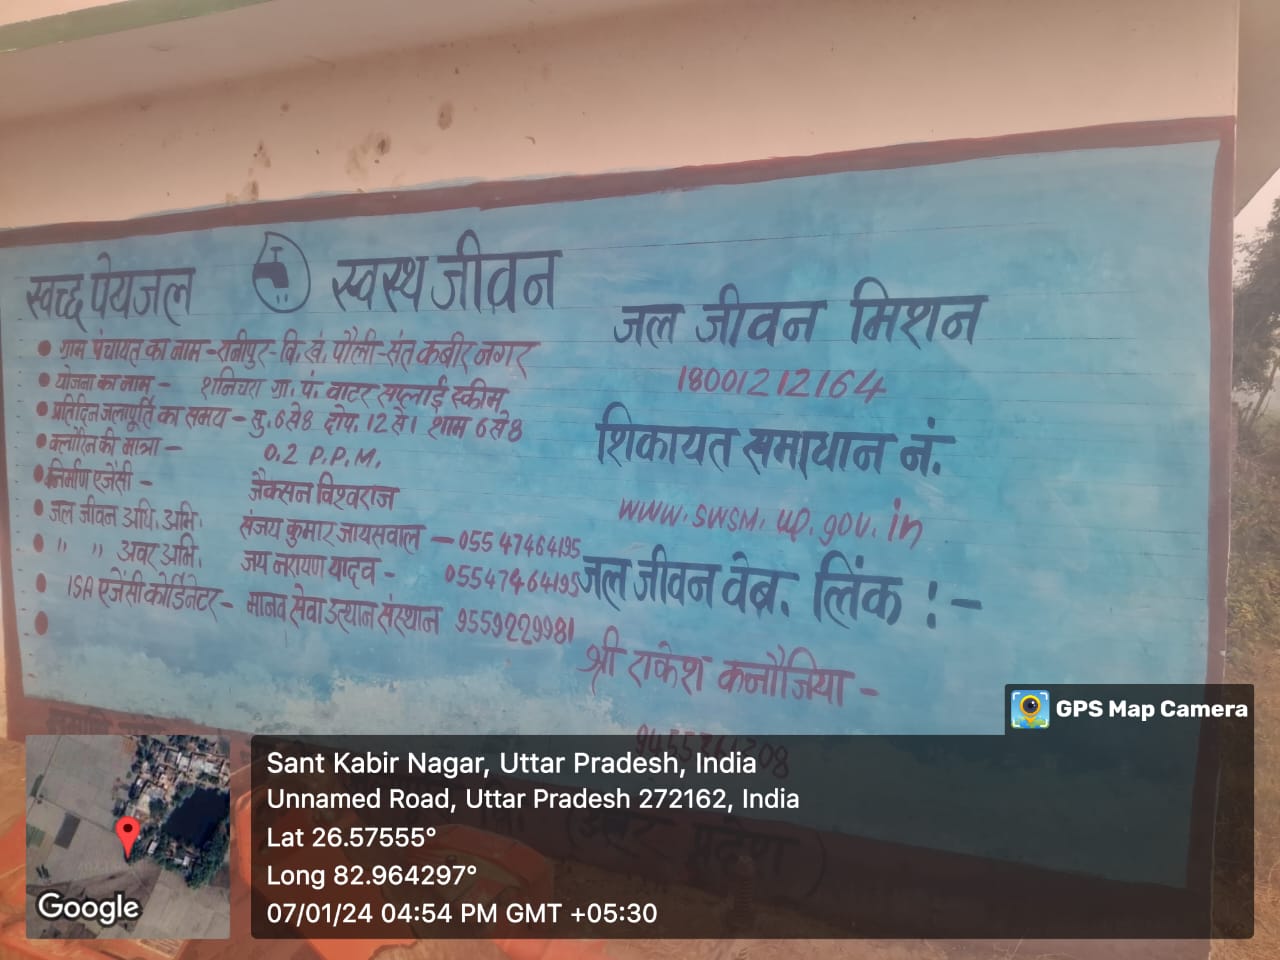 स्वच्छ पेयजल स्वस्थ जीवन
• ग्राम पंचायत का नाम - रानीपुर - वि. खं. पौली - संत कबीर नगर
• योजना का नाम - शनिचरा ग्रा. पं. वाटर सप्लाई स्कीम
• प्रतिदिन जलापूर्ति का समय - सु. 6 से 8 दोप. 12 से 1 शाम 6 से 8
• क्लोरिन की मात्रा - 0.2 P.P.M.
• निर्माण एजेंसी - जैक्सन विश्वराज
• जल जीवन अधि. अभि. संजय कुमार जायसवाल - 05547464195
• " " अवर अभि. जय नरायण यादव - 05547464195
• ISA एजेंसी कोर्डिनेटर - मानव सेवा उत्थान संस्थान 9559229981
जल जीवन मिशन
18001212164
शिकायत समाधान नं.
www.swsm.up.gov.in
जल जीवन वेब. लिंक : -
श्री राकेश कनौजिया -
GPS Map Camera
Sant Kabir Nagar, Uttar Pradesh, India
Unnamed Road, Uttar Pradesh 272162, India
Lat 26.57555°
Long 82.964297°
07/01/24 04:54 PM GMT +05:30
Google